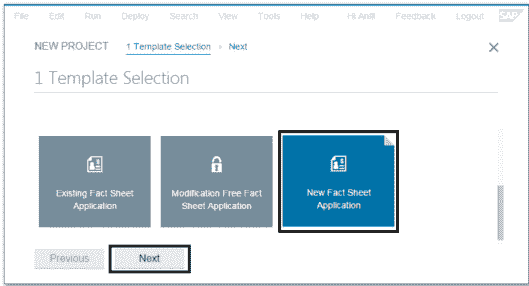 File Edit Run Deploy Search View Tools Help Hi Anil! Feedback Logout SAP
NEW PROJECT 1 Template Selection Next
1 Template Selection
Existing Fact Sheet
Application
Modification Free Fact
Sheet Application
New Fact Sheet
Application
Previous Next